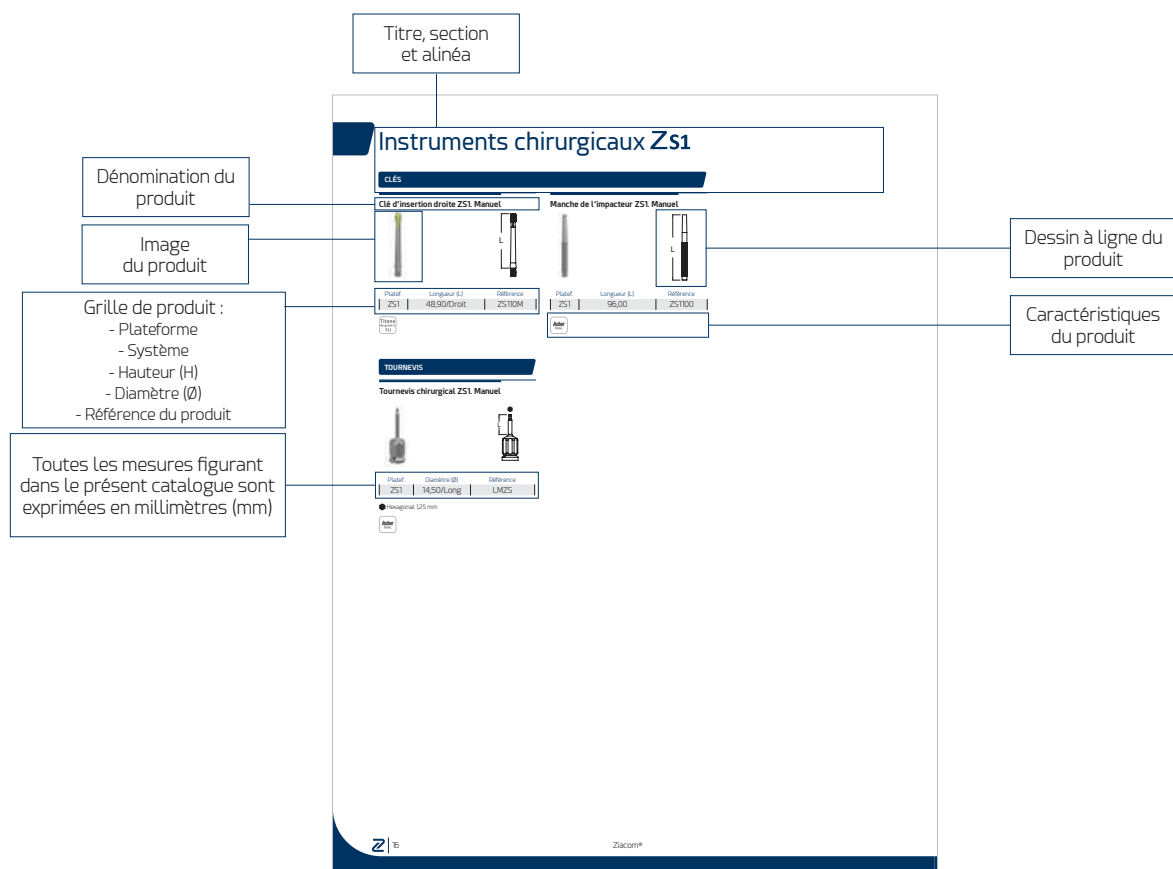 Titre, section
et alinéa
Instruments chirurgicaux ZS1
CLÉS
Dénomination du
produit
Clé d'insertion droite ZS1. Manuel
Manche de l'impacteur ZS1. Manuel
Image
du produit
L
L
Dessin à ligne du
produit
Grille de produit :
- Plateforme
- Système
- Hauteur (H)
- Diamètre (Ø)
- Référence du produit
Platef. Longueur (L) Référence
ZS1 48,90/Droit ZS110M
Platef. Longueur (L) Référence
ZS1 96,00 ZS1100
Titane
Caractéristiques
du produit
TOURNEVIS
Tournevis chirurgical ZS1. Manuel
L
Toutes les mesures figurant
dans le présent catalogue sont
exprimées en millimètres (mm)
Platef. Diamètre (Ø) Référence
ZS1 14,50/Long LMZS
Hexagonal 1,25 mm
Z 16
Ziacom®